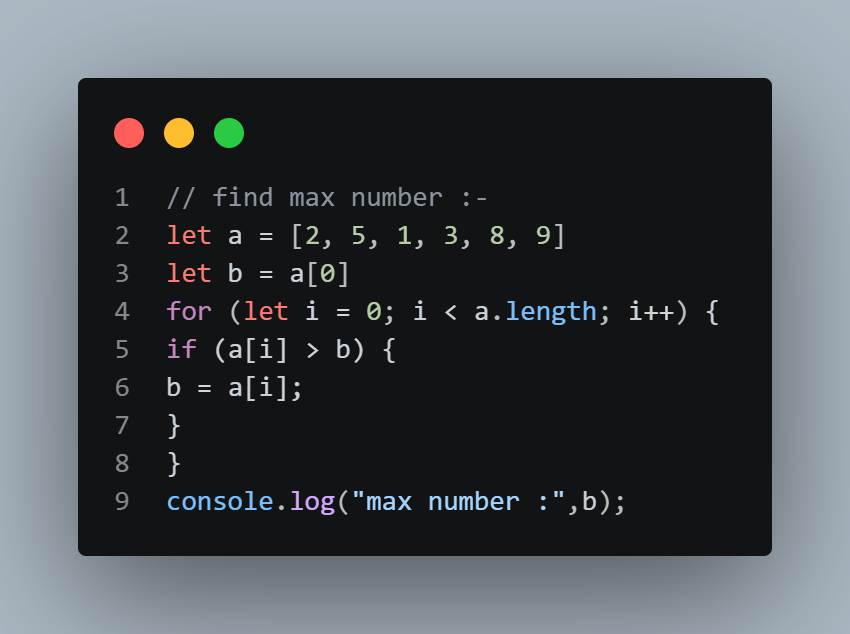 1 // find max number :-
2 let a = [2, 5, 1, 3, 8, 9]
3 let b = a[0]
4 for (let i = 0; i < a.length; i++) {
5 if (a[i] > b) {
6 b = a[i];
7 }
8 }
9 console.log("max number :",b);